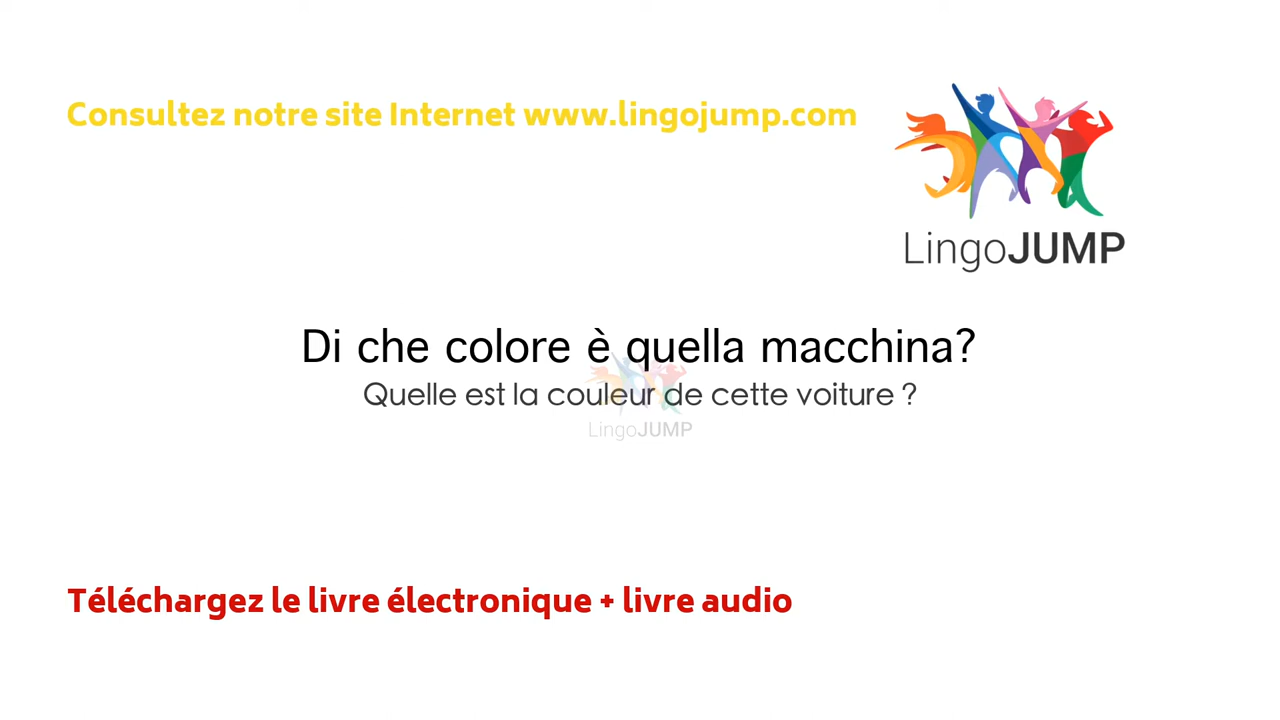 Consultez notre site Internet www.lingojump.com
LingoJUMP
Di che colore è quella macchina?
Quelle est la couleur de cette voiture ?
LingoJUMP
Téléchargez le livre électronique + livre audio